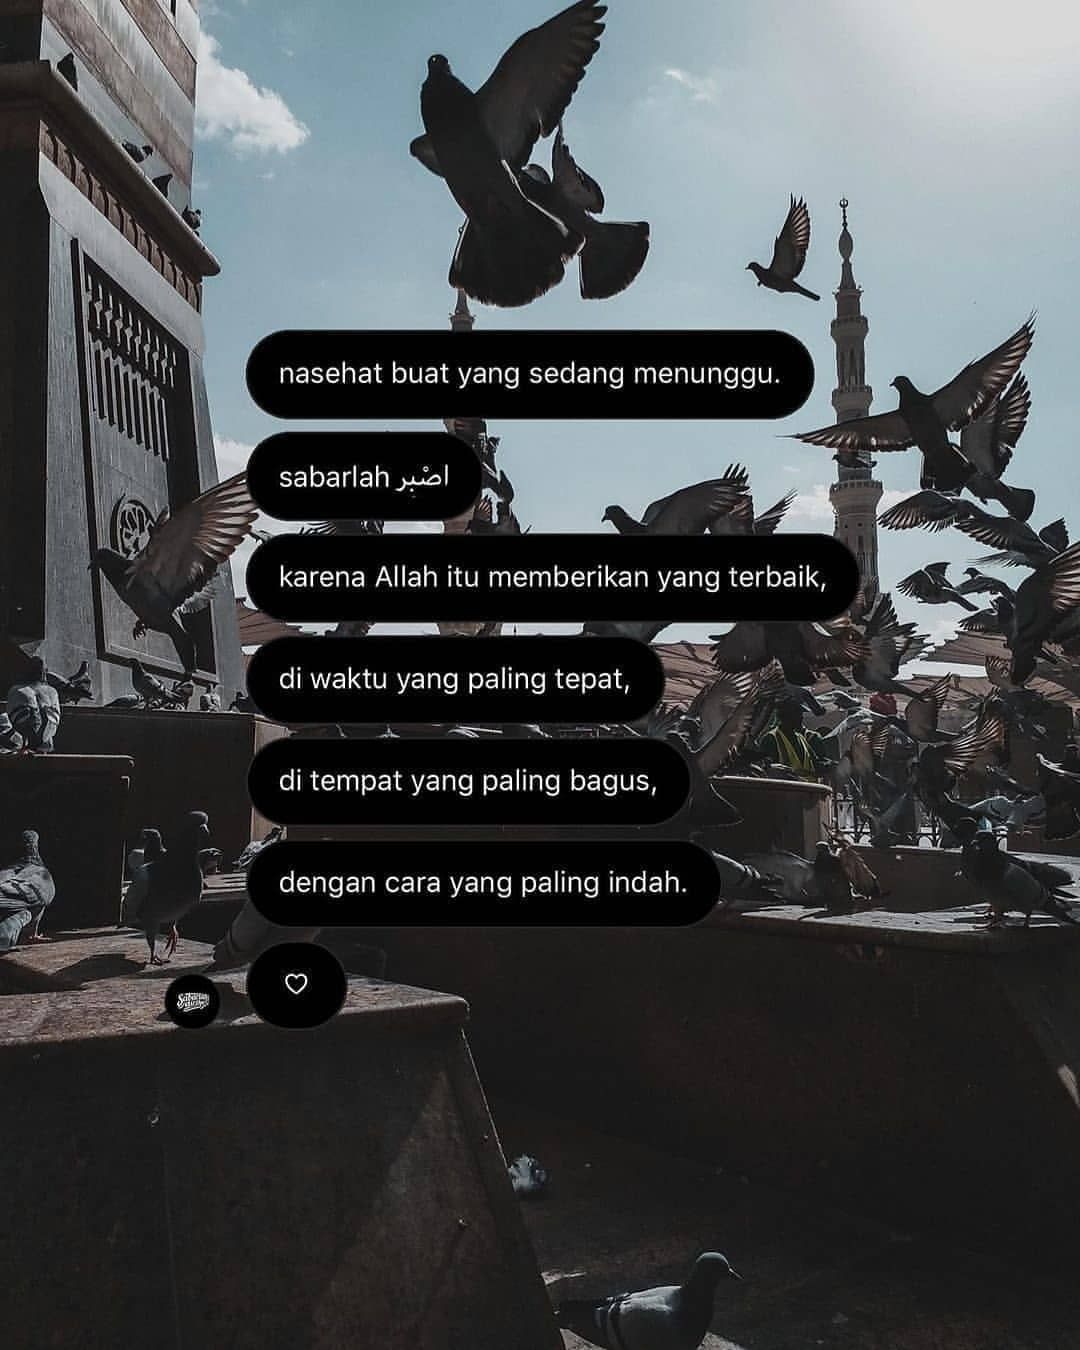 nasehat buat yang sedang menunggu.
sabarlah اصْبر
karena Allah itu memberikan yang terbaik,
di waktu yang paling tepat,
di tempat yang paling bagus,
dengan cara yang paling indah.
♡